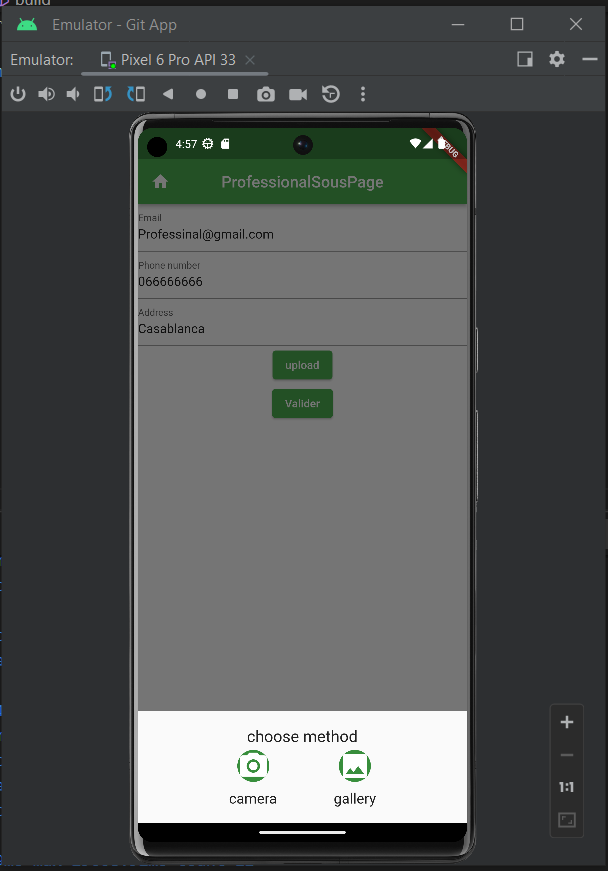 build
Emulator - Git App
Emulator:
Pixel 6 Pro API 33
4:57
ProfessionalSousPage
Email
Professinal@gmail.com
Phone number
066666666
Address
Casablanca
upload
Valider
choose method
camera gallery
1:1